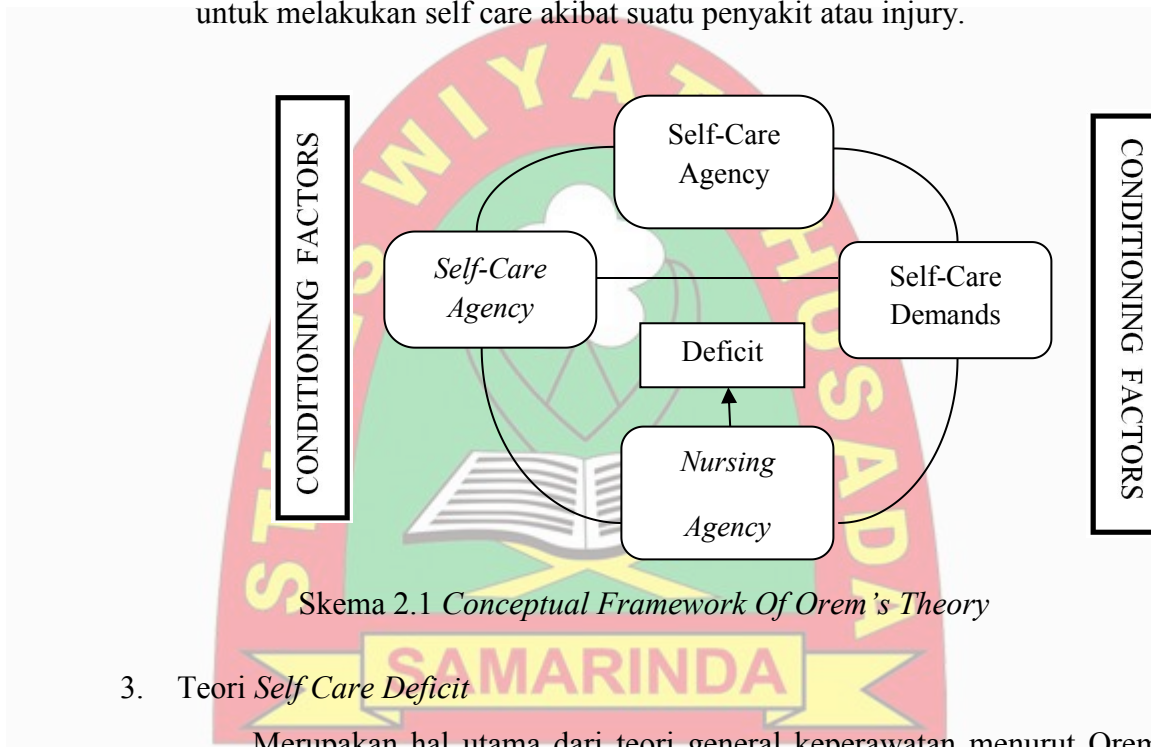 untuk melakukan self care akibat suatu penyakit atau injury.
CONDITIONING FACTORS
Self-Care
Agency
CONDITIONING FACTORS
Self-Care
Agency
Self-Care
Demands
Deficit
Nursing
Agency
Skema 2.1 Conceptual Framework Of Orem’s Theory
SAMARINDA
3. Teori Self Care Deficit
Merupakan hal utama dari teori general keperawatan menurut Orem